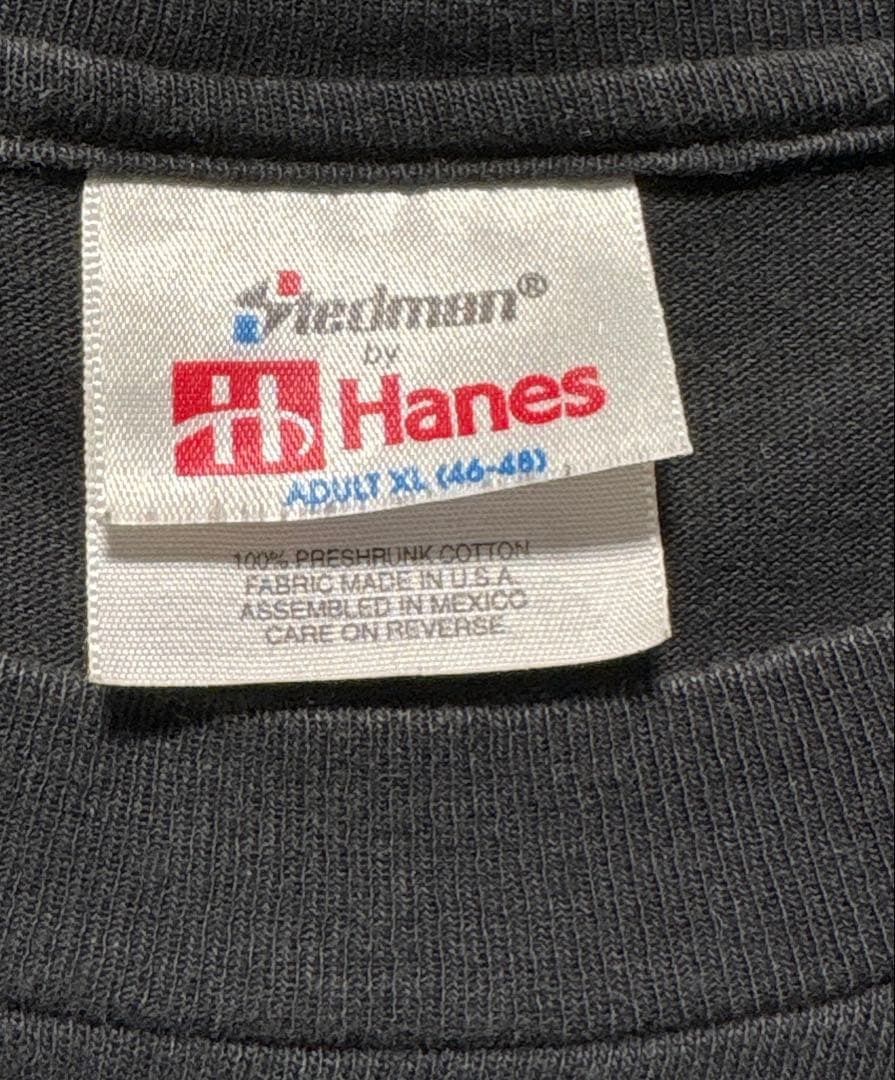 Stedman®
by
Hanes
ADULT XL (46-48)
100% PRESHRUNK COTTON
FABRIC MADE IN U.S.A.
ASSEMBLED IN MEXICO
CARE ON REVERSE